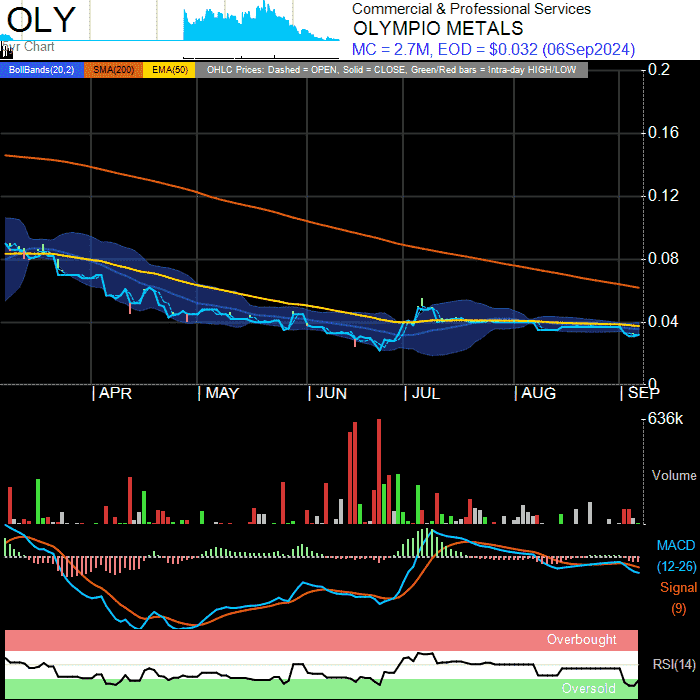 OLY
Commercial & Professional Services
OLYMPIO METALS
MC = 2.7M, EOD = $0.032 (06Sep2024)
yr Chart
BollBands(20,2) SMA(200) EMA(50) OHLC Prices: Dashed = OPEN, Solid = CLOSE, Green/Red bars = Intra-day HIGH/LOW
0.2
0.16
0.12
0.08
0.04
0
APR MAY JUN JUL AUG SEP
636k
Volume
MACD
(12-26)
Signal
(9)
Overbought
RSI(14)
Oversold